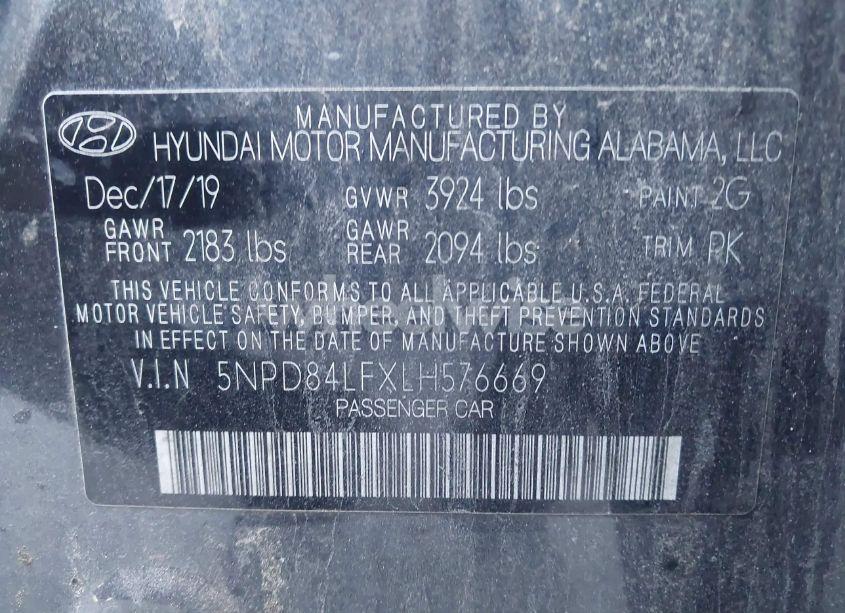 MANUFACTURED BY
HYUNDAI MOTOR MANUFACTURING ALABAMA, LLC
Dec/17/19 GVWR 3924 lbs PAINT 2G
GAWR FRONT 2183 lbs GAWR REAR 2094 lbs TRIM PK
THIS VEHICLE CONFORMS TO ALL APPLICABLE U.S.A. FEDERAL
MOTOR VEHICLE SAFETY, BUMPER, AND THEFT PREVENTION STANDARDS
IN EFFECT ON THE DATE OF MANUFACTURE SHOWN ABOVE.
V.I.N 5NPD84LFXLH576669
PASSENGER CAR